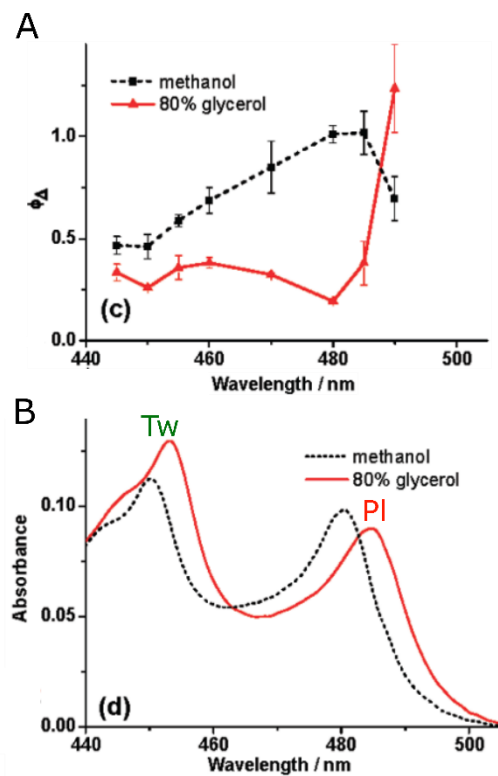 A
methanol
80% glycerol
1.0
ΦΔ
0.5
(c)
0.0
440 460 480 500
Wavelength / nm
B
Tw
methanol
80% glycerol
Pl
0.10
Absorbance
0.05
(d)
0.00
440 460 480 500
Wavelength / nm